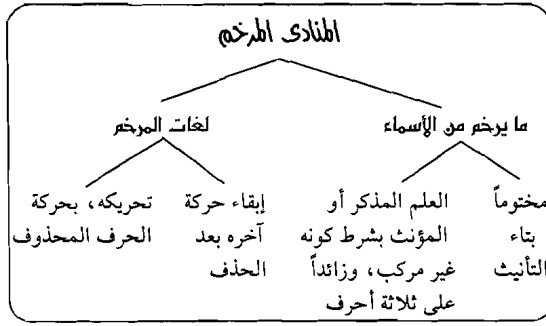 المنادى المرخم
ما يرخم من الأسماء
لغات المرخم
مختوماً
بتاء
التأنيث
العلم المذكر أو
المؤنث بشرط كونه
غير مركب، وزائداً
على ثلاثة أحرف
إبقاء حركة
آخره بعد
الحذف
تحريكه، بحركة
الحرف المحذوف